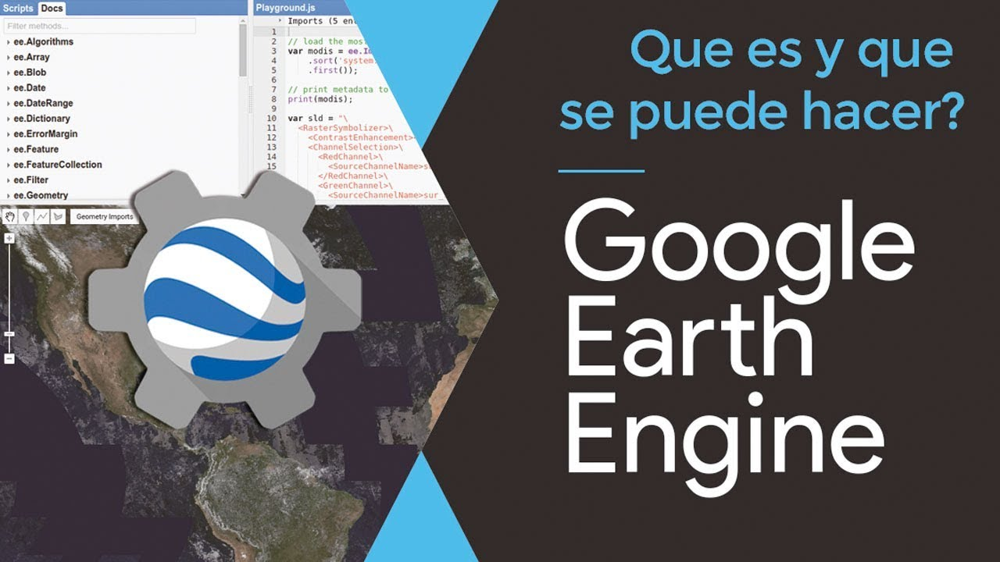 Scripts Docs
Filter methods...
ee.Algorithms
ee.Array
ee.Blob
ee.Date
ee.DateRange
ee.Dictionary
ee.ErrorMargin
ee.Feature
ee.FeatureCollection
ee.Filter
ee.Geometry
Playground.js
Imports (5 en
1
2 // load the mos
3 var modis = ee.I
4 .sort('system
5 .first());
6
7 // print metadata to
8 print(modis);
9
10 var sld = "\
11 <RasterSymbolizer>\
12 <ContrastEnhancement>
13 <ChannelSelection>\
14 <RedChannel>\
15 <SourceChannelName>s
</RedChannel>\
<GreenChannel>\
<SourceChannelName>sur_
Geometry Imports
Que es y que
se puede hacer?
Google
Earth
Engine